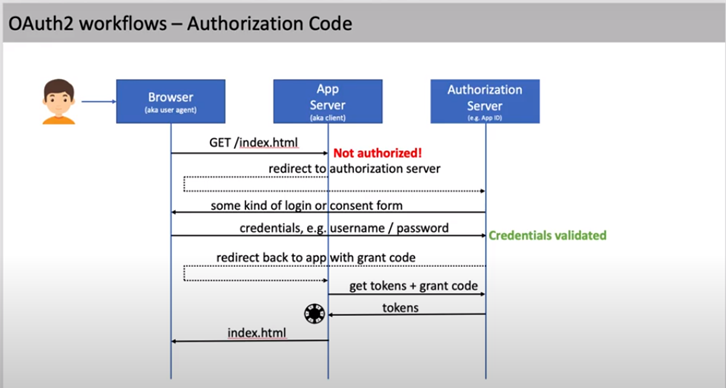 OAuth2 workflows – Authorization Code
Browser
(aka user agent)
App
Server
(aka client)
Authorization
Server
(e.g. App ID)
GET /index.html
Not authorized!
redirect to authorization server
some kind of login or consent form
credentials, e.g. username / password
Credentials validated
redirect back to app with grant code
get tokens + grant code
tokens
index.html